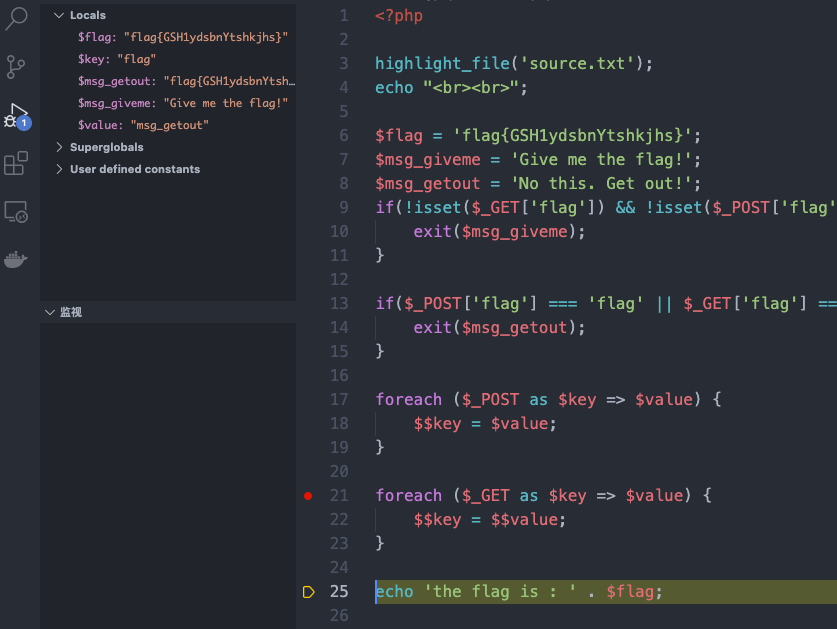 Locals
$flag: "flag{GSH1ydsbnYtshkjhs}"
$key: "flag"
$msg_getout: "flag{GSH1ydsbnYtsh…
$msg_giveme: "Give me the flag!"
$value: "msg_getout"
Superglobals
User defined constants
1
监视
1 <?php
2
3 highlight_file('source.txt');
4 echo "<br><br>";
5
6 $flag = 'flag{GSH1ydsbnYtshkjhs}';
7 $msg_giveme = 'Give me the flag!';
8 $msg_getout = 'No this. Get out!';
9 if(!isset($_GET['flag']) && !isset($_POST['flag'
10 exit($msg_giveme);
11 }
12
13 if($_POST['flag'] === 'flag' || $_GET['flag'] ==
14 exit($msg_getout);
15 }
16
17 foreach ($_POST as $key => $value) {
18 $$key = $value;
19 }
20
21 foreach ($_GET as $key => $value) {
22 $$key = $$value;
23 }
24
25 echo 'the flag is : ' . $flag;
26